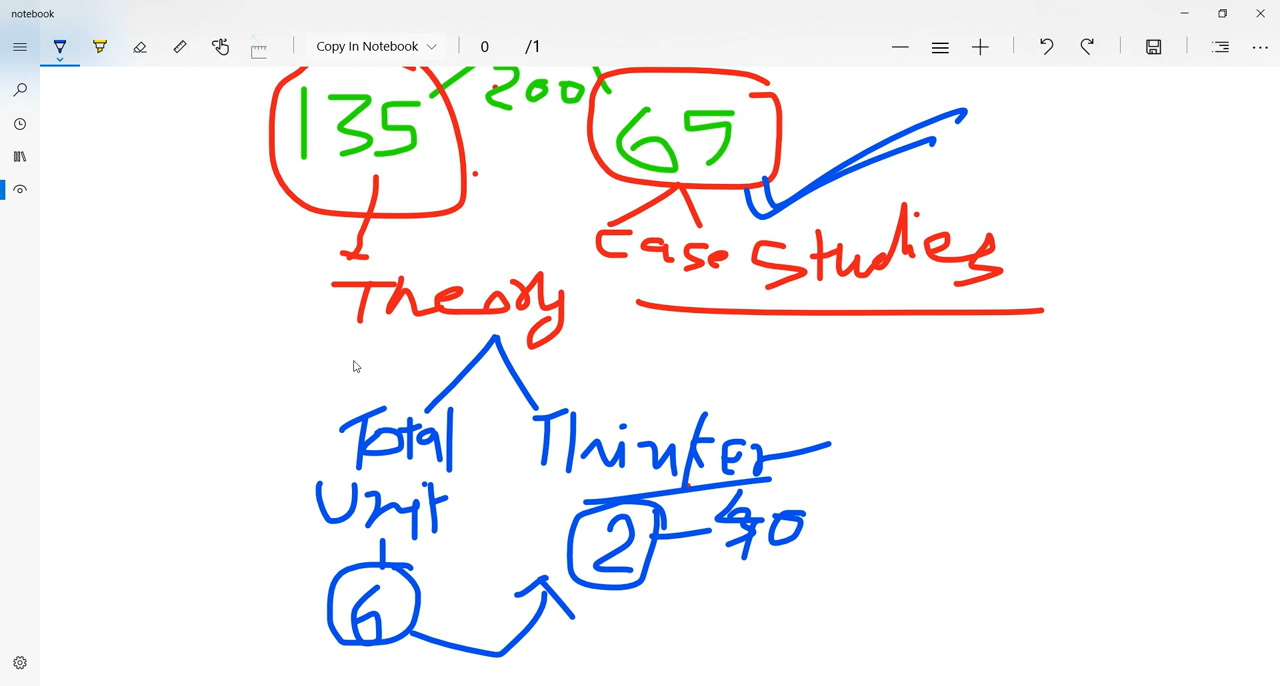 notebook
Copy In Notebook 0 /1
200
135 65
Case Studies
Theory
Total Thinker
Unit
2 - 40
6